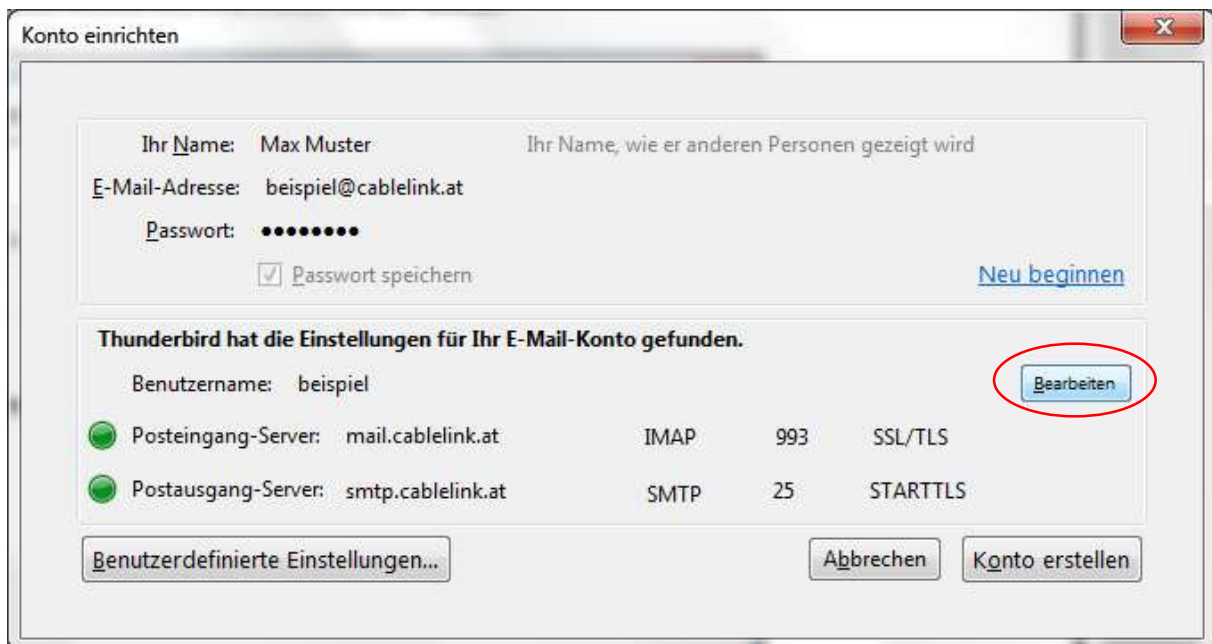 Konto einrichten
Ihr Name: Max Muster Ihr Name, wie er anderen Personen gezeigt wird
E-Mail-Adresse: beispiel@cablelink.at
Passwort: ●●●●●●●●
Passwort speichern Neu beginnen
Thunderbird hat die Einstellungen für Ihr E-Mail-Konto gefunden.
Benutzername: beispiel Bearbeiten
Posteingang-Server: mail.cablelink.at IMAP 993 SSL/TLS
Postausgang-Server: smtp.cablelink.at SMTP 25 STARTTLS
Benutzerdefinierte Einstellungen... Abbrechen Konto erstellen